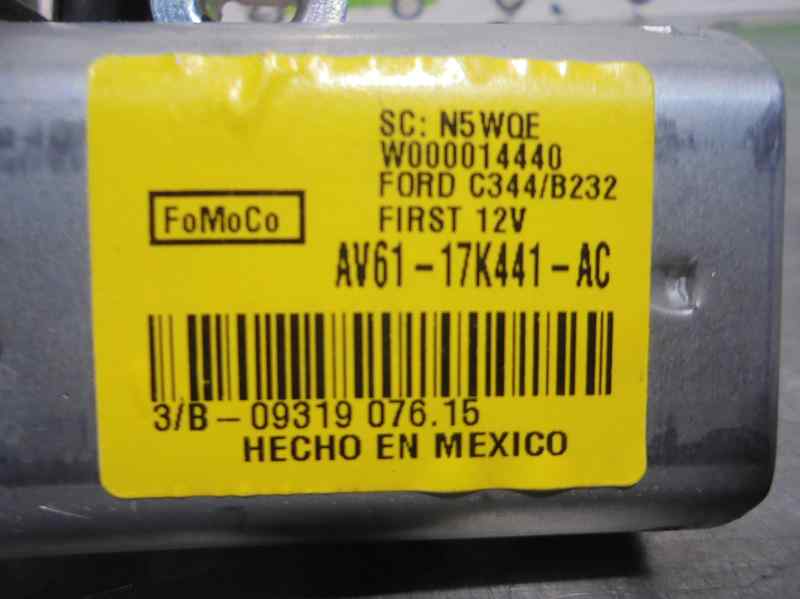 SC: N5WQE
W000014440
FORD C344/B232
FoMoCo
FIRST 12V
AV61-17K441-AC
3/B-09319 076.15
HECHO EN MEXICO